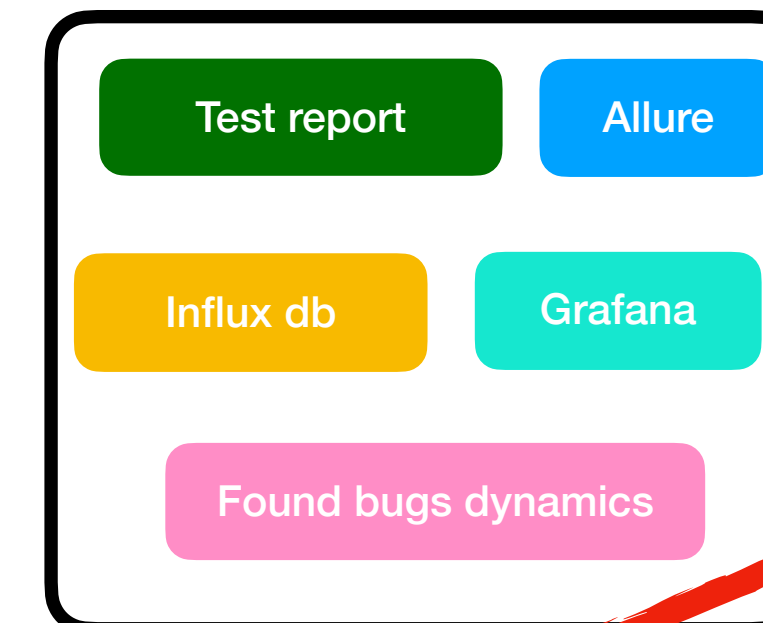 Test report
Allure
Influx db
Grafana
Found bugs dynamics